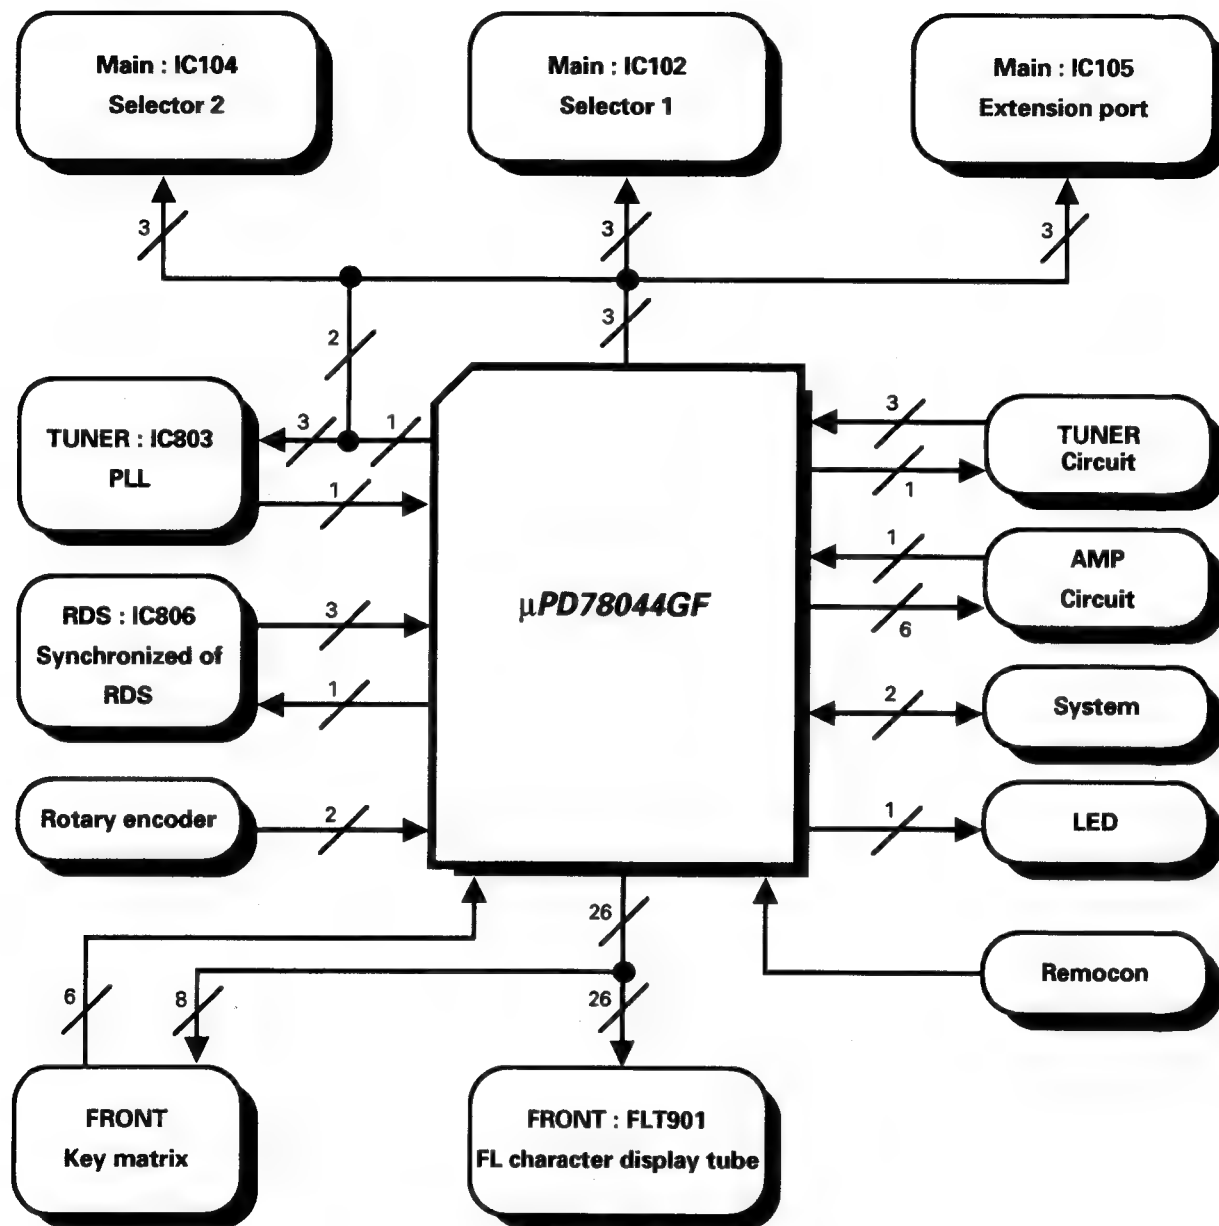 Main : IC104
Selector 2
Main : IC102
Selector 1
Main : IC105
Extension port
3
3
3
3
2
TUNER : IC803
PLL
3
1
1
RDS : IC806
Synchronized of
RDS
3
1
Rotary encoder
2
μPD78044GF
3
1
TUNER
Circuit
1
6
AMP
Circuit
2
System
1
LED
Remocon
26
26
6
8
FRONT
Key matrix
FRONT : FLT901
FL character display tube